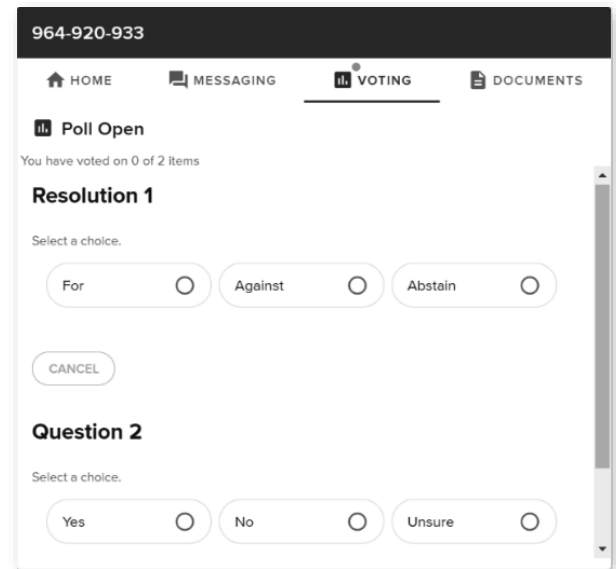 964-920-933
HOME MESSAGING VOTING DOCUMENTS
Poll Open
You have voted on 0 of 2 items
Resolution 1
Select a choice.
For Against Abstain
CANCEL
Question 2
Select a choice.
Yes No Unsure